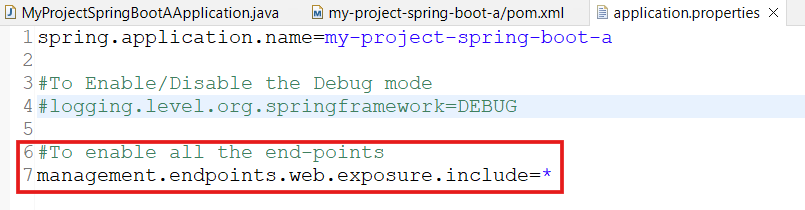 MyProjectSpringBootAApplication.java my-project-spring-boot-a/pom.xml application.properties
1 spring.application.name=my-project-spring-boot-a
2
3 #To Enable/Disable the Debug mode
4 #logging.level.org.springframework=DEBUG
5
6 #To enable all the end-points
7 management.endpoints.web.exposure.include=*